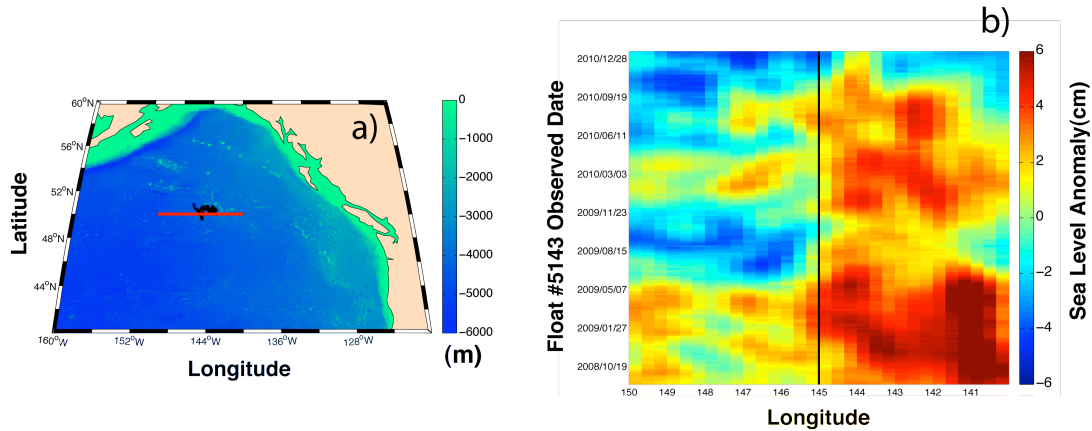 a)
60°N
56°N
52°N
48°N
44°N
Latitude
160°W
152°W
144°W
136°W
128°W
Longitude
0
−1000
−2000
−3000
−4000
−5000
−6000
(m)
b)
Float #5143 Observed Date
2010/12/28
2010/09/19
2010/06/11
2010/03/03
2009/11/23
2009/08/15
2009/05/07
2009/01/27
2008/10/19
150
149
148
147
146
145
144
143
142
141
Longitude
6
4
2
0
−2
−4
−6
Sea Level Anomaly(cm)